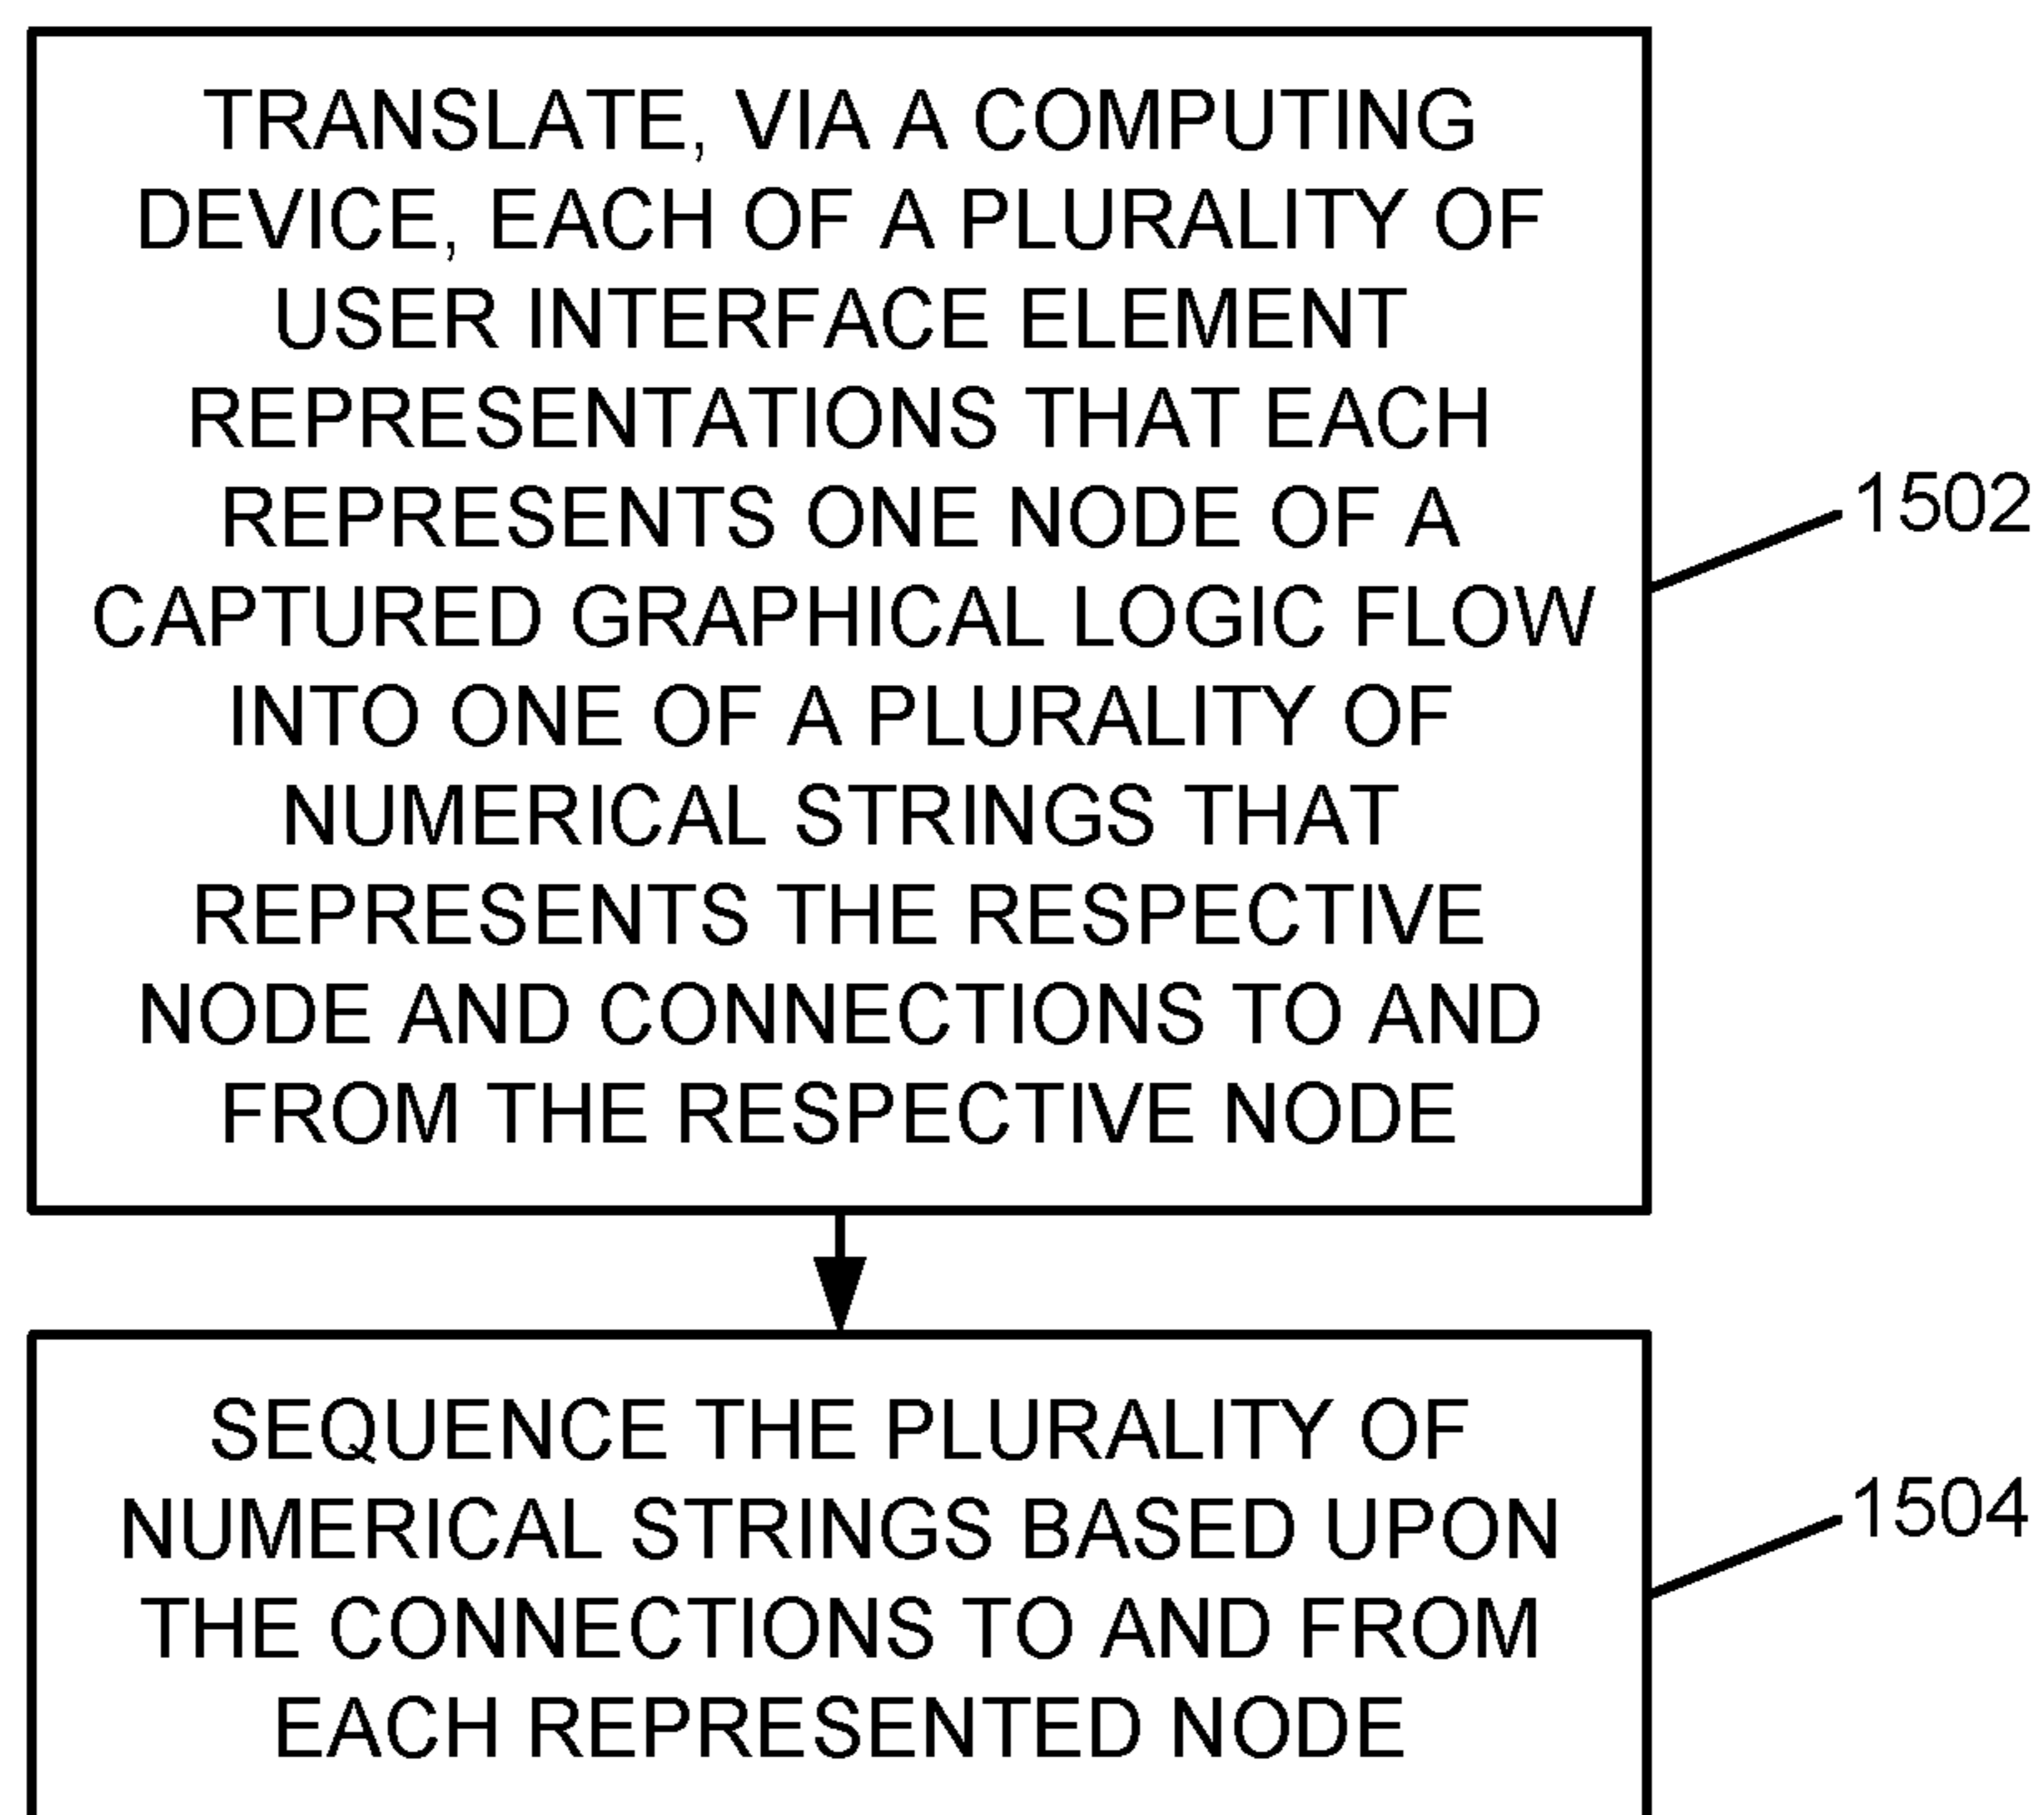 TRANSLATE, VIA A COMPUTING
DEVICE, EACH OF A PLURALITY OF
USER INTERFACE ELEMENT
REPRESENTATIONS THAT EACH
REPRESENTS ONE NODE OF A
CAPTURED GRAPHICAL LOGIC FLOW
INTO ONE OF A PLURALITY OF
NUMERICAL STRINGS THAT
REPRESENTS THE RESPECTIVE
NODE AND CONNECTIONS TO AND
FROM THE RESPECTIVE NODE
1502
SEQUENCE THE PLURALITY OF
NUMERICAL STRINGS BASED UPON
THE CONNECTIONS TO AND FROM
EACH REPRESENTED NODE
1504